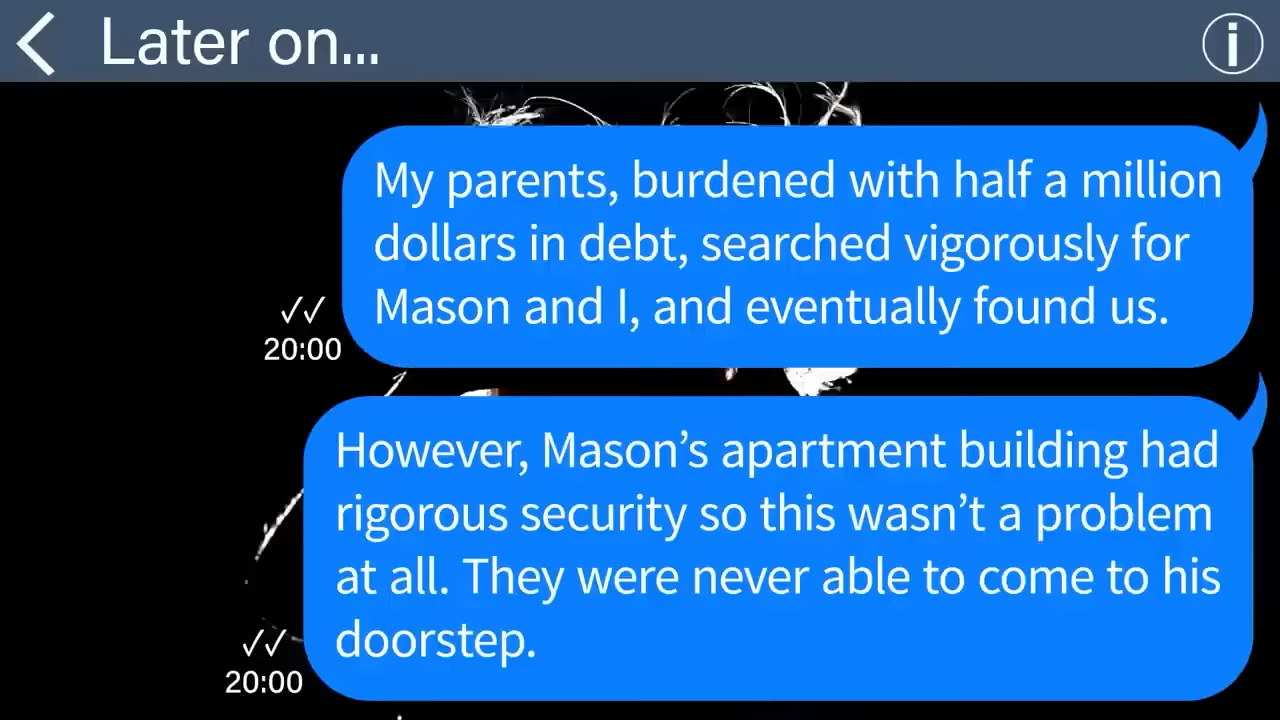 Later on...
My parents, burdened with half a million
dollars in debt, searched vigorously for
Mason and I, and eventually found us.
✓✓
20:00
However, Mason’s apartment building had
rigorous security so this wasn’t a problem
at all. They were never able to come to his
doorstep.
✓✓
20:00